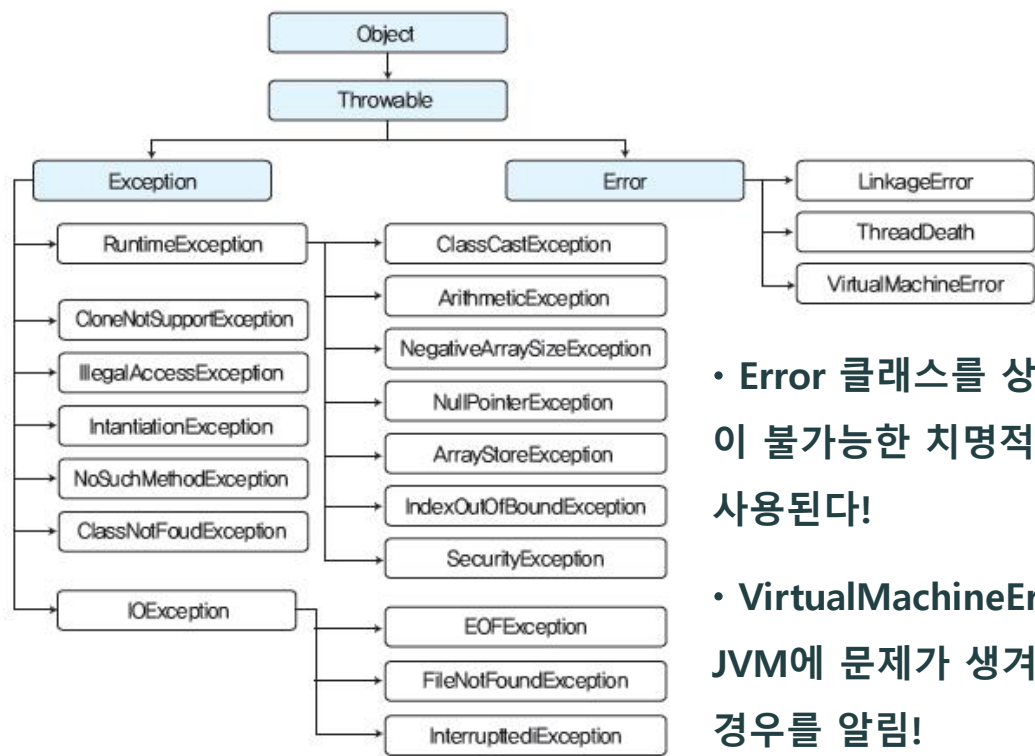 Object
Throwable
Exception
Error
LinkageError
ThreadDeath
VirtualMachineError
RuntimeException
CloneNotSupportException
IllegalAccessException
IntantiationException
NoSuchMethodException
ClassNotFoudException
IOException
ClassCastException
ArithmeticException
NegativeArraySizeException
NullPointerException
ArrayStoreException
IndexOutOfBoundException
SecurityException
EOFException
FileNotFoundException
InterrupttediException
• Error 클래스를 상
이 불가능한 치명적
사용된다!
• VirtualMachineEr
JVM에 문제가 생겨
경우를 알림!